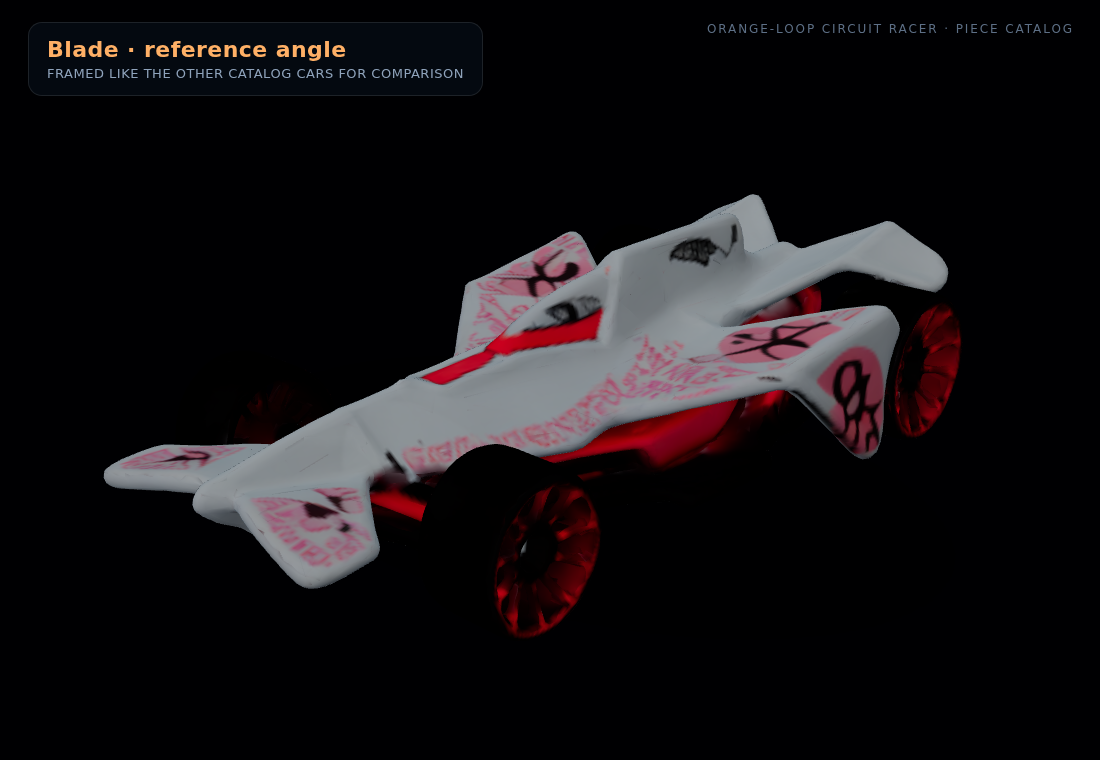 Blade · reference angle
FRAMED LIKE THE OTHER CATALOG CARS FOR COMPARISON
ORANGE-LOOP CIRCUIT RACER · PIECE CATALOG